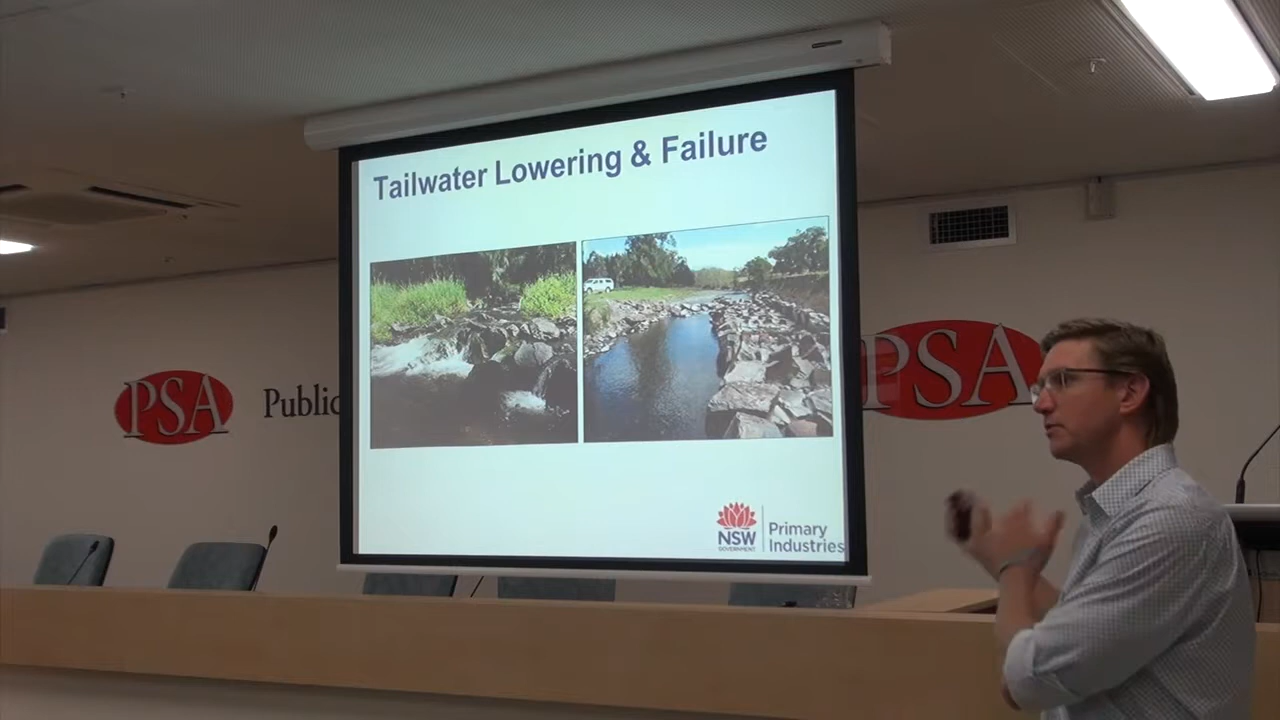 Tailwater Lowering & Failure
PSA
Public
PSA
NSW
GOVERNMENT
Primary
Industries